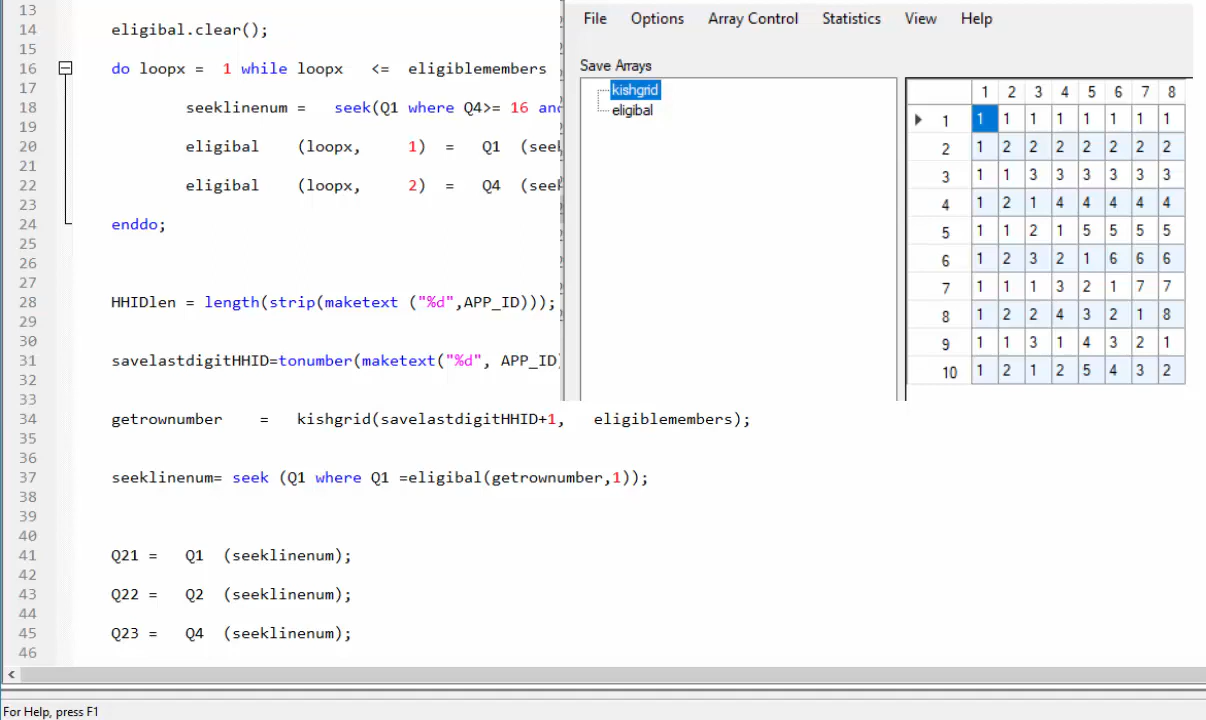 13
14 eligibal.clear();
15
16 do loopx = 1 while loopx <= eligiblemembers
17
18 seeklinenum = seek(Q1 where Q4>= 16 and
19
20 eligibal (loopx, 1) = Q1 (see
21
22 eligibal (loopx, 2) = Q4 (see
23
24 enddo;
25
26
27
28 HHIDlen = length(strip(maketext ("%d",APP_ID)));
29
30
31 savelastdigitHHID=tonumber(maketext("%d", APP_ID)
32
33
34 getrownumber = kishgrid(savelastdigitHHID+1, eligiblemembers);
35
36
37 seeklinenum= seek (Q1 where Q1 =eligibal(getrownumber,1));
38
39
40
41 Q21 = Q1 (seeklinenum);
42
43 Q22 = Q2 (seeklinenum);
44
45 Q23 = Q4 (seeklinenum);
46
File Options Array Control Statistics View Help
Save Arrays
kishgrid
eligibal
1 2 3 4 5 6 7 8
1 1 1 1 1 1 1 1 1
2 1 2 2 2 2 2 2 2
3 1 1 3 3 3 3 3 3
4 1 2 1 4 4 4 4 4
5 1 1 2 1 5 5 5 5
6 1 2 3 2 1 6 6 6
7 1 1 1 3 2 1 7 7
8 1 2 2 4 3 2 1 8
9 1 1 3 1 4 3 2 1
10 1 2 1 2 5 4 3 2
For Help, press F1